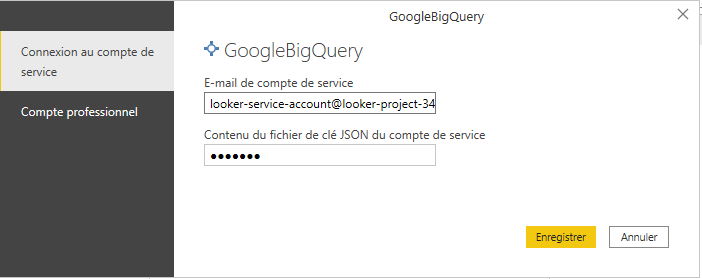 GoogleBigQuery
Connexion au compte de
service
Compte professionnel
GoogleBigQuery
E-mail de compte de service
looker-service-account@looker-project-34
Contenu du fichier de clé JSON du compte de service
●●●●●●●
Enregistrer
Annuler